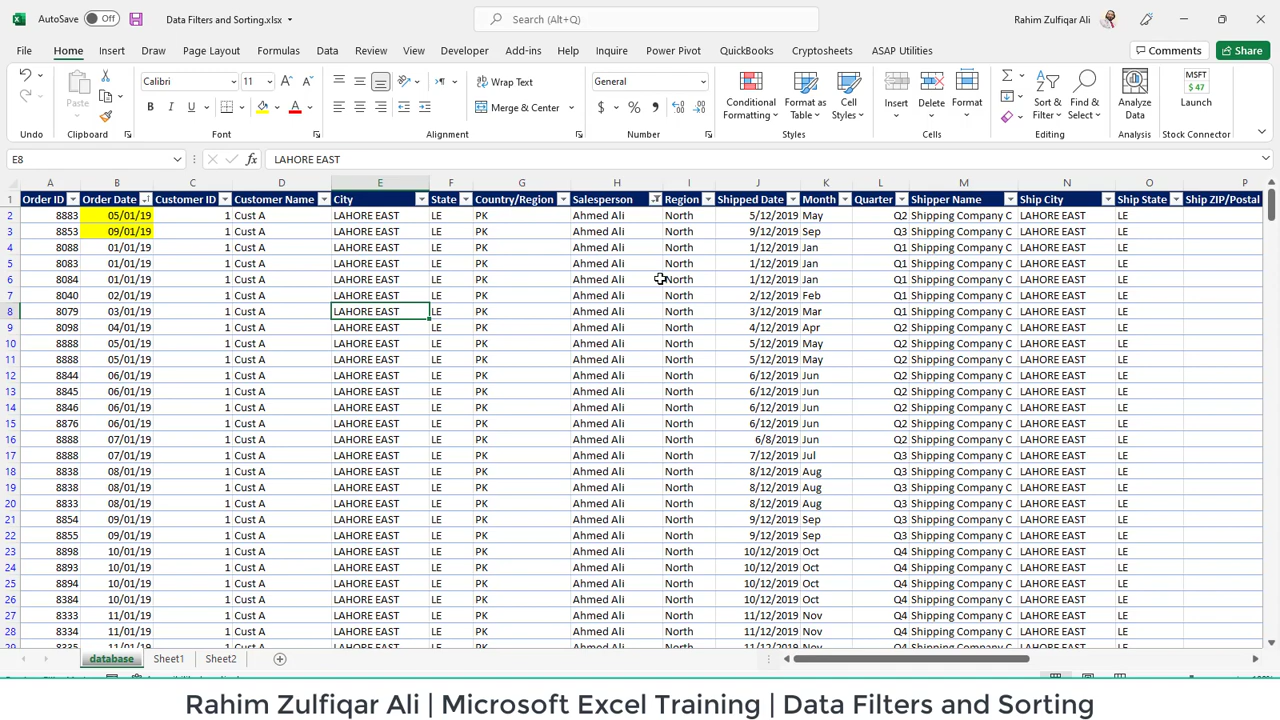 AutoSave Off Data Filters and Sorting.xlsx Search (Alt+Q) Rahim Zulfiqar Ali
File Home Insert Draw Page Layout Formulas Data Review View Developer Add-ins Help Inquire Power Pivot QuickBooks Cryptosheets ASAP Utilities Comments Share
Calibri 11 Wrap Text General
Paste B I U Merge & Center $ % Conditional Formatting Format as Table Cell Styles Insert Delete Format Sort & Filter Find & Select Analyze Data MSFT $ 47 Launch
Undo Clipboard Font Alignment Number Styles Cells Editing Analysis Stock Connector
E8 LAHORE EAST
A B C D E F G H I J K L M N O P
1 Order ID Order Date Customer ID Customer Name City State Country/Region Salesperson Region Shipped Date Month Quarter Shipper Name Ship City Ship State Ship ZIP/Postal
2 8883 05/01/19 1 Cust A LAHORE EAST LE PK Ahmed Ali North 5/12/2019 May Q2 Shipping Company C LAHORE EAST LE
3 8853 09/01/19 1 Cust A LAHORE EAST LE PK Ahmed Ali North 9/12/2019 Sep Q3 Shipping Company C LAHORE EAST LE
4 8088 01/01/19 1 Cust A LAHORE EAST LE PK Ahmed Ali North 1/12/2019 Jan Q1 Shipping Company C LAHORE EAST LE
5 8083 01/01/19 1 Cust A LAHORE EAST LE PK Ahmed Ali North 1/12/2019 Jan Q1 Shipping Company C LAHORE EAST LE
6 8084 01/01/19 1 Cust A LAHORE EAST LE PK Ahmed Ali North 1/12/2019 Jan Q1 Shipping Company C LAHORE EAST LE
7 8040 02/01/19 1 Cust A LAHORE EAST LE PK Ahmed Ali North 2/12/2019 Feb Q1 Shipping Company C LAHORE EAST LE
8 8079 03/01/19 1 Cust A LAHORE EAST LE PK Ahmed Ali North 3/12/2019 Mar Q1 Shipping Company C LAHORE EAST LE
9 8098 04/01/19 1 Cust A LAHORE EAST LE PK Ahmed Ali North 4/12/2019 Apr Q2 Shipping Company C LAHORE EAST LE
10 8888 05/01/19 1 Cust A LAHORE EAST LE PK Ahmed Ali North 5/12/2019 May Q2 Shipping Company C LAHORE EAST LE
11 8888 05/01/19 1 Cust A LAHORE EAST LE PK Ahmed Ali North 5/12/2019 May Q2 Shipping Company C LAHORE EAST LE
12 8844 06/01/19 1 Cust A LAHORE EAST LE PK Ahmed Ali North 6/12/2019 Jun Q2 Shipping Company C LAHORE EAST LE
13 8845 06/01/19 1 Cust A LAHORE EAST LE PK Ahmed Ali North 6/12/2019 Jun Q2 Shipping Company C LAHORE EAST LE
14 8846 06/01/19 1 Cust A LAHORE EAST LE PK Ahmed Ali North 6/12/2019 Jun Q2 Shipping Company C LAHORE EAST LE
15 8876 06/01/19 1 Cust A LAHORE EAST LE PK Ahmed Ali North 6/12/2019 Jun Q2 Shipping Company C LAHORE EAST LE
16 8888 07/01/19 1 Cust A LAHORE EAST LE PK Ahmed Ali North 6/8/2019 Jun Q2 Shipping Company C LAHORE EAST LE
17 8888 07/01/19 1 Cust A LAHORE EAST LE PK Ahmed Ali North 7/12/2019 Jul Q3 Shipping Company C LAHORE EAST LE
18 8838 08/01/19 1 Cust A LAHORE EAST LE PK Ahmed Ali North 8/12/2019 Aug Q3 Shipping Company C LAHORE EAST LE
19 8838 08/01/19 1 Cust A LAHORE EAST LE PK Ahmed Ali North 8/12/2019 Aug Q3 Shipping Company C LAHORE EAST LE
20 8833 08/01/19 1 Cust A LAHORE EAST LE PK Ahmed Ali North 8/12/2019 Aug Q3 Shipping Company C LAHORE EAST LE
21 8854 09/01/19 1 Cust A LAHORE EAST LE PK Ahmed Ali North 9/12/2019 Sep Q3 Shipping Company C LAHORE EAST LE
22 8855 09/01/19 1 Cust A LAHORE EAST LE PK Ahmed Ali North 9/12/2019 Sep Q3 Shipping Company C LAHORE EAST LE
23 8898 10/01/19 1 Cust A LAHORE EAST LE PK Ahmed Ali North 10/12/2019 Oct Q4 Shipping Company C LAHORE EAST LE
24 8893 10/01/19 1 Cust A LAHORE EAST LE PK Ahmed Ali North 10/12/2019 Oct Q4 Shipping Company C LAHORE EAST LE
25 8894 10/01/19 1 Cust A LAHORE EAST LE PK Ahmed Ali North 10/12/2019 Oct Q4 Shipping Company C LAHORE EAST LE
26 8384 10/01/19 1 Cust A LAHORE EAST LE PK Ahmed Ali North 10/12/2019 Oct Q4 Shipping Company C LAHORE EAST LE
27 8333 11/01/19 1 Cust A LAHORE EAST LE PK Ahmed Ali North 11/12/2019 Nov Q4 Shipping Company C LAHORE EAST LE
28 8334 11/01/19 1 Cust A LAHORE EAST LE PK Ahmed Ali North 11/12/2019 Nov Q4 Shipping Company C LAHORE EAST LE
database Sheet1 Sheet2
Rahim Zulfiqar Ali | Microsoft Excel Training | Data Filters and Sorting